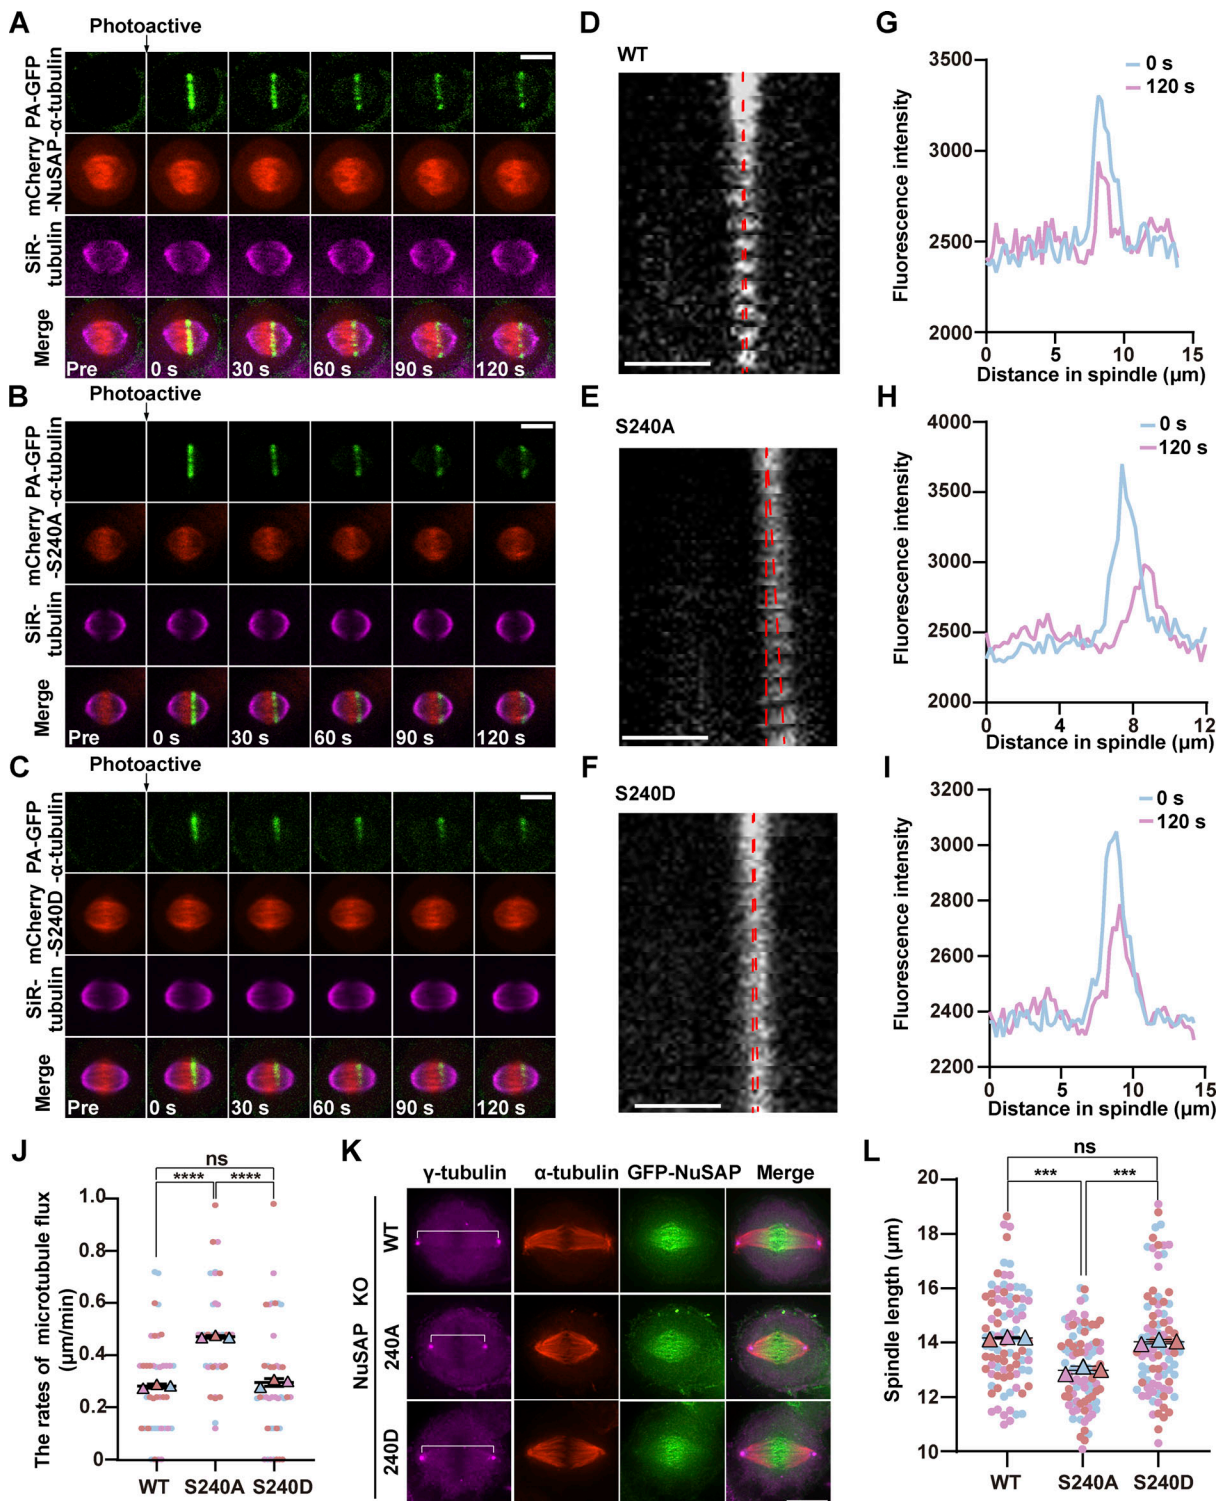 A
Photoactive
PA-GFP
-α-tubulin
mCherry
-NuSAP
SiR-
tubulin
Merge
Pre
0 s
30 s
60 s
90 s
120 s
B
Photoactive
PA-GFP
-α-tubulin
mCherry
-S240A
SiR-
tubulin
Merge
Pre
0 s
30 s
60 s
90 s
120 s
C
Photoactive
PA-GFP
-α-tubulin
mCherry
-S240D
SiR-
tubulin
Merge
Pre
0 s
30 s
60 s
90 s
120 s
D
WT
E
S240A
F
S240D
G
0 s
120 s
Fluorescence intensity
3500
3000
2500
2000
0 5 10 15
Distance in spindle (µm)
H
0 s
120 s
Fluorescence intensity
4000
3500
3000
2500
2000
0 4 8 12
Distance in spindle (µm)
I
0 s
120 s
Fluorescence intensity
3200
3000
2800
2600
2400
2200
0 5 10 15
Distance in spindle (µm)
J
ns
**** ****
The rates of microtubule flux
(µm/min)
1.0
0.8
0.6
0.4
0.2
0
WT S240A S240D
K
γ-tubulin α-tubulin GFP-NuSAP Merge
NuSAP KO
WT
240A
240D
L
ns
*** ***
Spindle length (µm)
20
18
16
14
12
10
WT S240A S240D